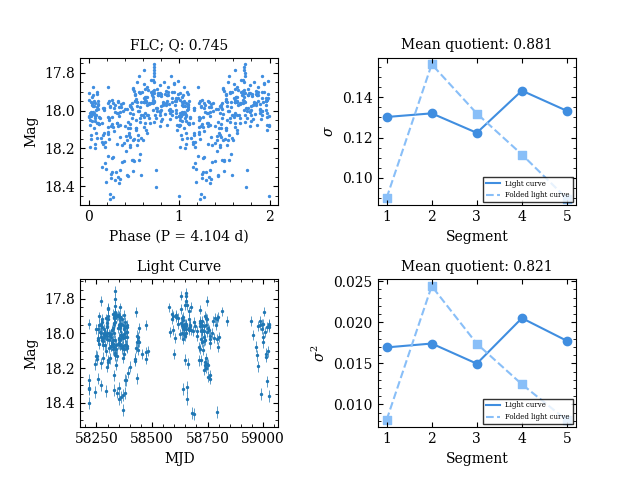 FLC; Q: 0.745
Mag
17.8
18.0
18.2
18.4
0
1
2
Phase (P = 4.104 d)
Mean quotient: 0.881
σ
0.14
0.12
0.10
1
2
3
4
5
Segment
Light curve
Folded light curve
Light Curve
Mag
17.8
18.0
18.2
18.4
58250
58500
58750
59000
MJD
Mean quotient: 0.821
σ²
0.025
0.020
0.015
0.010
1
2
3
4
5
Segment
Light curve
Folded light curve